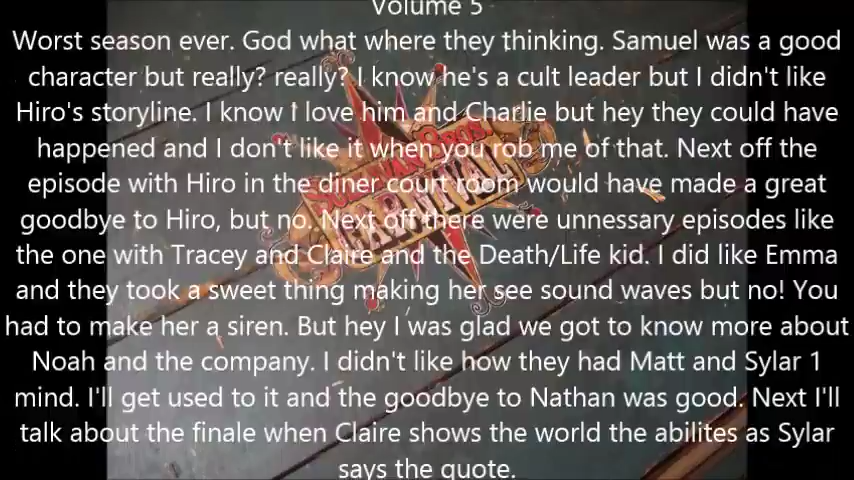 Volume 5
Worst season ever. God what where they thinking. Samuel was a good
character but really? really? I know he's a cult leader but I didn't like
Hiro's storyline. I know I love him and Charlie but hey they could have
happened and I don't like it when you rob me of that. Next off the
episode with Hiro in the diner court room would have made a great
goodbye to Hiro, but no. Next off there were unnessary episodes like
the one with Tracey and Claire and the Death/Life kid. I did like Emma
and they took a sweet thing making her see sound waves but no! You
had to make her a siren. But hey I was glad we got to know more about
Noah and the company. I didn't like how they had Matt and Sylar 1
mind. I'll get used to it and the goodbye to Nathan was good. Next I'll
talk about the finale when Claire shows the world the abilites as Sylar
says the quote.
SULLIVAN BROS.
CARNIVAL